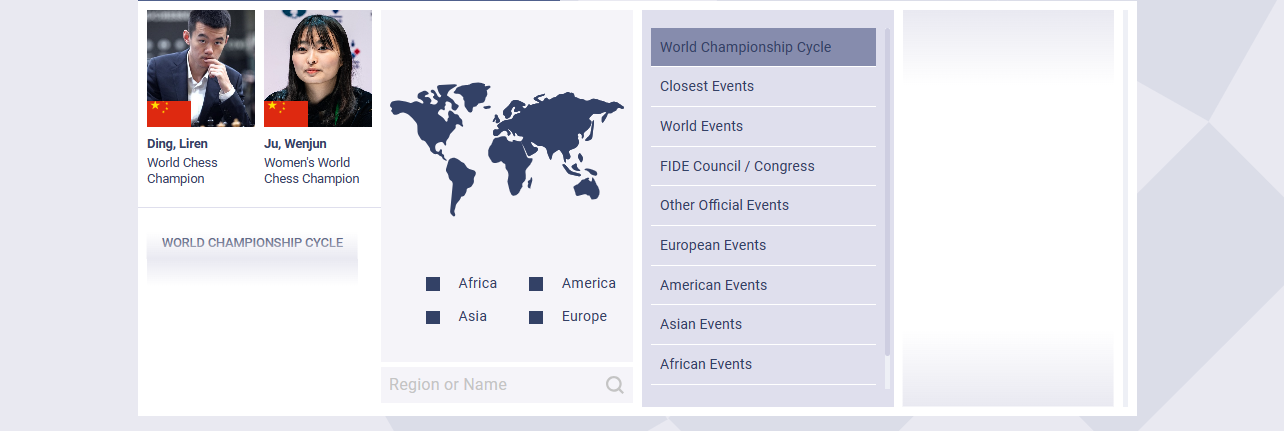 Ding, Liren
World Chess
Champion
Ju, Wenjun
Women's World
Chess Champion
WORLD CHAMPIONSHIP CYCLE
Africa
America
Asia
Europe
Region or Name
World Championship Cycle
Closest Events
World Events
FIDE Council / Congress
Other Official Events
European Events
American Events
Asian Events
African Events